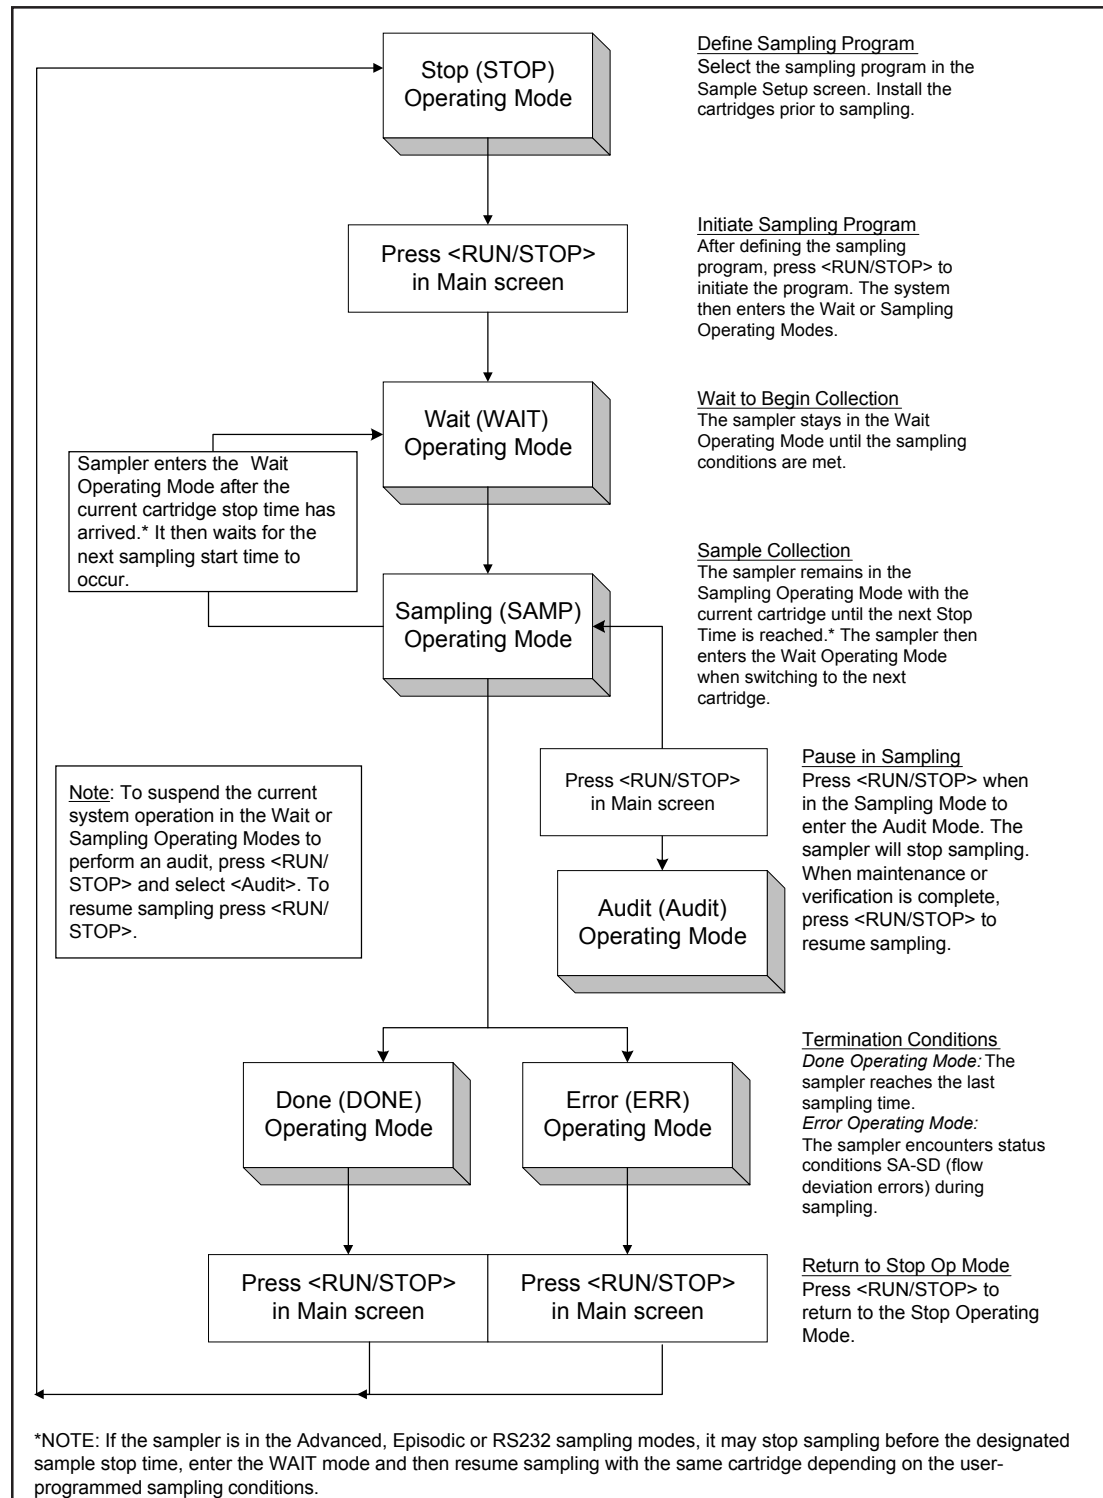 Stop (STOP)
Operating Mode
Define Sampling Program
Select the sampling program in the
Sample Setup screen. Install the
cartridges prior to sampling.
Press <RUN/STOP>
in Main screen
Initiate Sampling Program
After defining the sampling
program, press <RUN/STOP> to
initiate the program. The system
then enters the Wait or Sampling
Operating Modes.
Wait (WAIT)
Operating Mode
Wait to Begin Collection
The sampler stays in the Wait
Operating Mode until the sampling
conditions are met.
Sampler enters the Wait
Operating Mode after the
current cartridge stop time has
arrived.* It then waits for the
next sampling start time to
occur.
Sampling (SAMP)
Operating Mode
Sample Collection
The sampler remains in the
Sampling Operating Mode with the
current cartridge until the next Stop
Time is reached.* The sampler then
enters the Wait Operating Mode
when switching to the next
cartridge.
Note: To suspend the current
system operation in the Wait or
Sampling Operating Modes to
perform an audit, press <RUN/
STOP> and select <Audit>. To
resume sampling press <RUN/
STOP>.
Press <RUN/STOP>
in Main screen
Audit (Audit)
Operating Mode
Pause in Sampling
Press <RUN/STOP> when
in the Sampling Mode to
enter the Audit Mode. The
sampler will stop sampling.
When maintenance or
verification is complete,
press <RUN/STOP> to
resume sampling.
Done (DONE)
Operating Mode
Error (ERR)
Operating Mode
Termination Conditions
Done Operating Mode: The
sampler reaches the last
sampling time.
Error Operating Mode:
The sampler encounters status
conditions SA-SD (flow
deviation errors) during
sampling.
Press <RUN/STOP>
in Main screen
Press <RUN/STOP>
in Main screen
Return to Stop Op Mode
Press <RUN/STOP> to
return to the Stop Operating
Mode.
*NOTE: If the sampler is in the Advanced, Episodic or RS232 sampling modes, it may stop sampling before the designated
sample stop time, enter the WAIT mode and then resume sampling with the same cartridge depending on the user-
programmed sampling conditions.